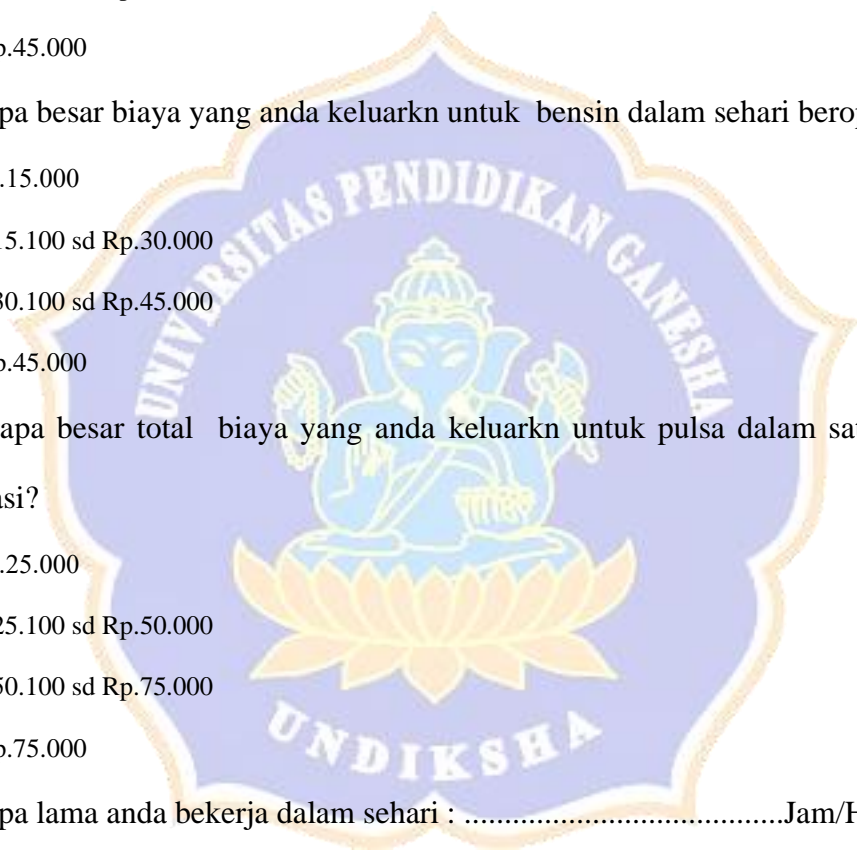 p.45.000
pa besar biaya yang anda keluarkn untuk bensin dalam sehari berop
.15.000
15.100 sd Rp.30.000
30.100 sd Rp.45.000
p.45.000
apa besar total biaya yang anda keluarkn untuk pulsa dalam sat
asi?
.25.000
25.100 sd Rp.50.000
50.100 sd Rp.75.000
p.75.000
pa lama anda bekerja dalam sehari : .......................................Jam/H
UNIVERSITAS PENDIDIKAN GANESHA
UNDIKSHA